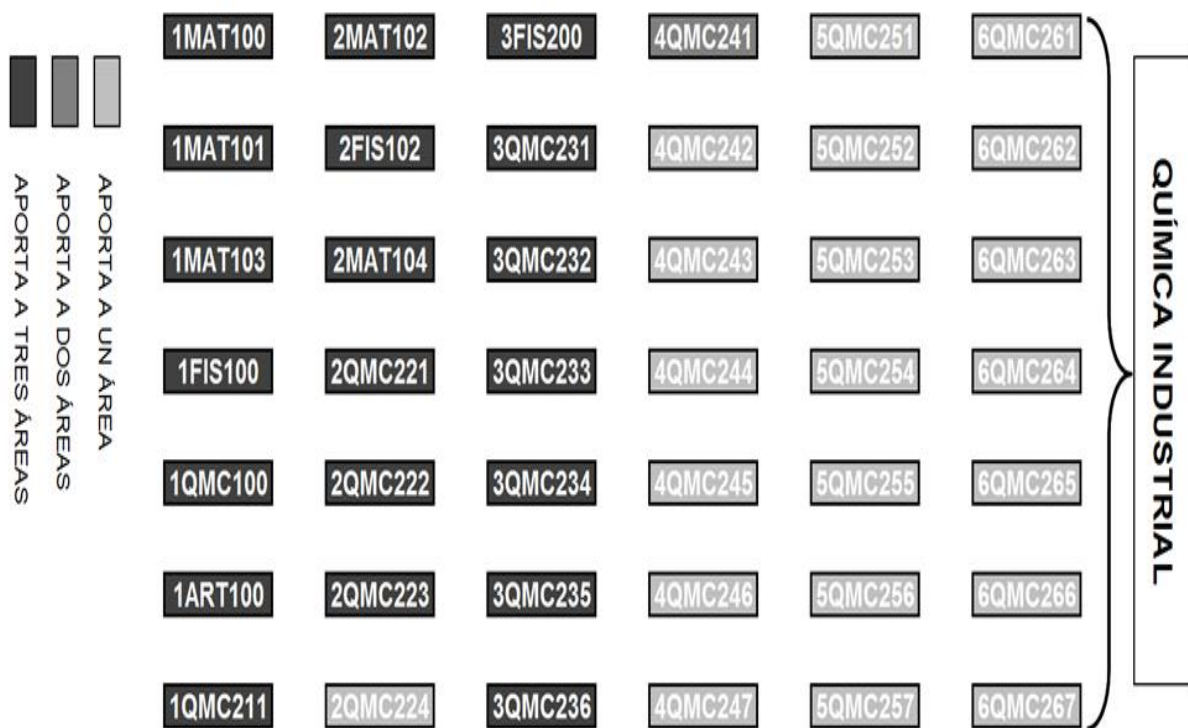 1MAT100 2MAT102 3FIS200 4QMC241 5QMC251 6QMC261
1MAT101 2FIS102 3QMC231 4QMC242 5QMC252 6QMC262
1MAT103 2MAT104 3QMC232 4QMC243 5QMC253 6QMC263
1FIS100 2QMC221 3QMC233 4QMC244 5QMC254 6QMC264
1QMC100 2QMC222 3QMC234 4QMC245 5QMC255 6QMC265
1ART100 2QMC223 3QMC235 4QMC246 5QMC256 6QMC266
1QMC211 2QMC224 3QMC236 4QMC247 5QMC257 6QMC267
QUÍMICA INDUSTRIAL
APORTA A UN ÁREA
APORTA A DOS ÁREAS
APORTA A TRES ÁREAS